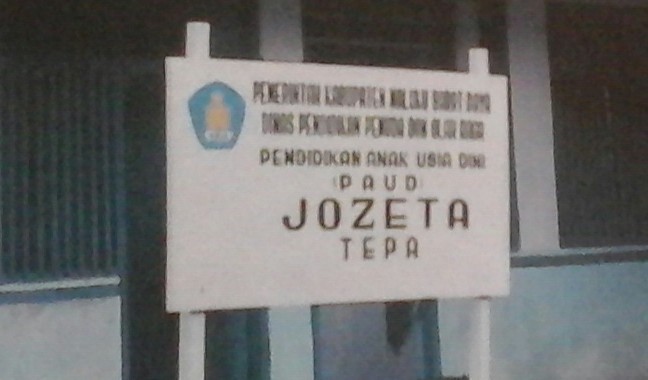 PEMERINTAH KABUPATEN MALUKU BARAT DAYA
DINAS PENDIDIKAN PEMUDA DAN OLAH RAGA
PENDIDIKAN ANAK USIA DINI
(PAUD)
JOZETA
TEPA